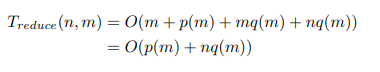 T_{reduce}(n, m) = O(m + p(m) + mq(m) + nq(m))
= O(p(m) + nq(m))